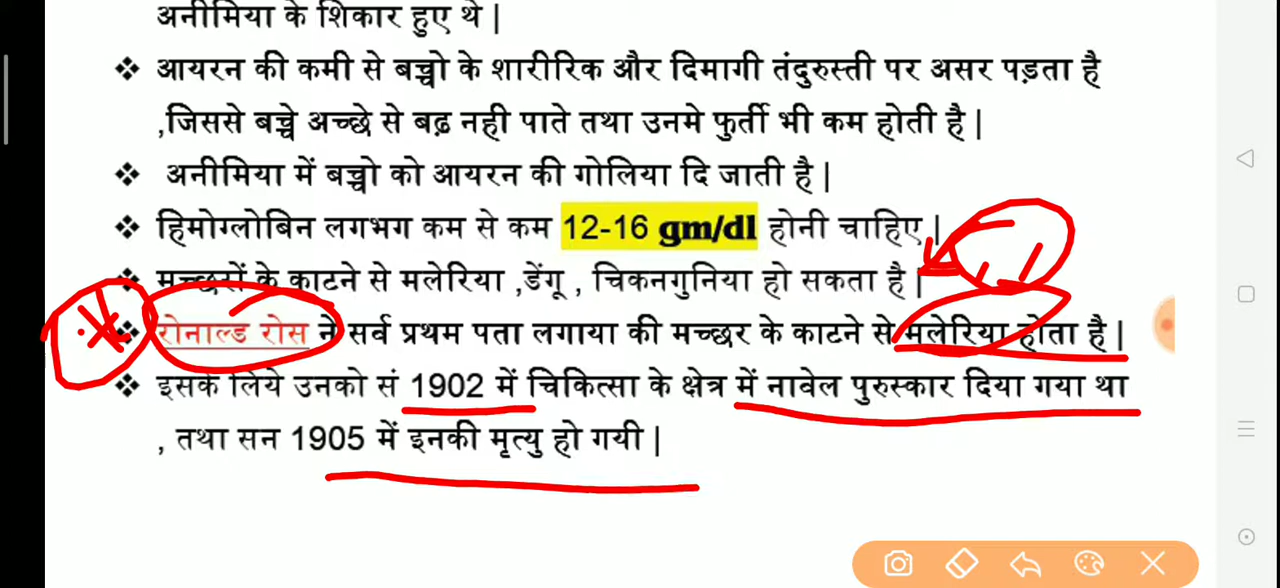 अनीमिया के शिकार हुए थे |
❖ आयरन की कमी से बच्चो के शारीरिक और दिमागी तंदुरुस्ती पर असर पड़ता है
,जिससे बच्चे अच्छे से बढ़ नही पाते तथा उनमे फुर्ती भी कम होती है |
❖ अनीमिया में बच्चो को आयरन की गोलिया दि जाती है |
❖ हिमोग्लोबिन लगभग कम से कम 12-16 gm/dl होनी चाहिए |
❖ मच्छरों के काटने से मलेरिया ,डेंगू , चिकनगुनिया हो सकता है |
❖ रोनाल्ड रोस ने सर्व प्रथम पता लगाया की मच्छर के काटने से मलेरिया होता है |
❖ इसके लिये उनको सं 1902 में चिकित्सा के क्षेत्र में नावेल पुरुस्कार दिया गया था
, तथा सन 1905 में इनकी मृत्यु हो गयी |